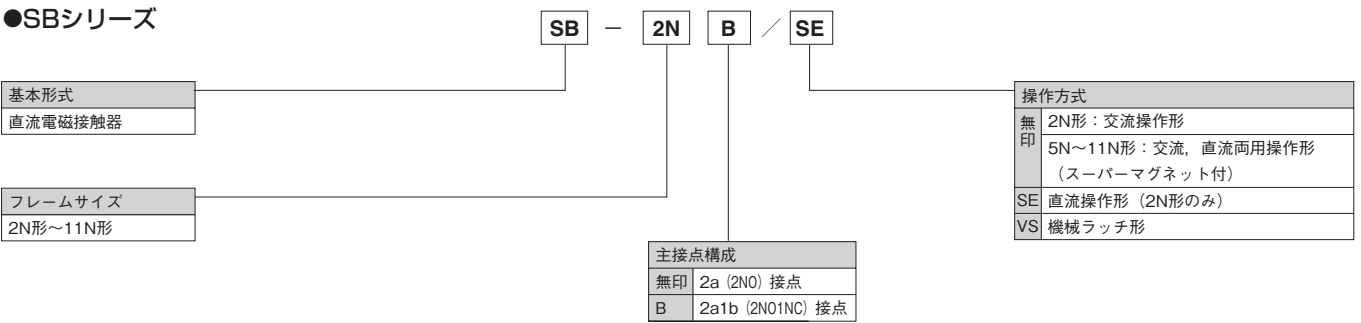 ●SBシリーズ
SB － 2N B ／ SE
基本形式
直流電磁接触器
フレームサイズ
2N形～11N形
主接点構成
無印 2a (2NO) 接点
B 2a1b (2NO1NC) 接点
操作方式
無印 2N形：交流操作形
5N～11N形：交流，直流両用操作形
（スーパーマグネット付）
SE 直流操作形（2N形のみ）
VS 機械ラッチ形